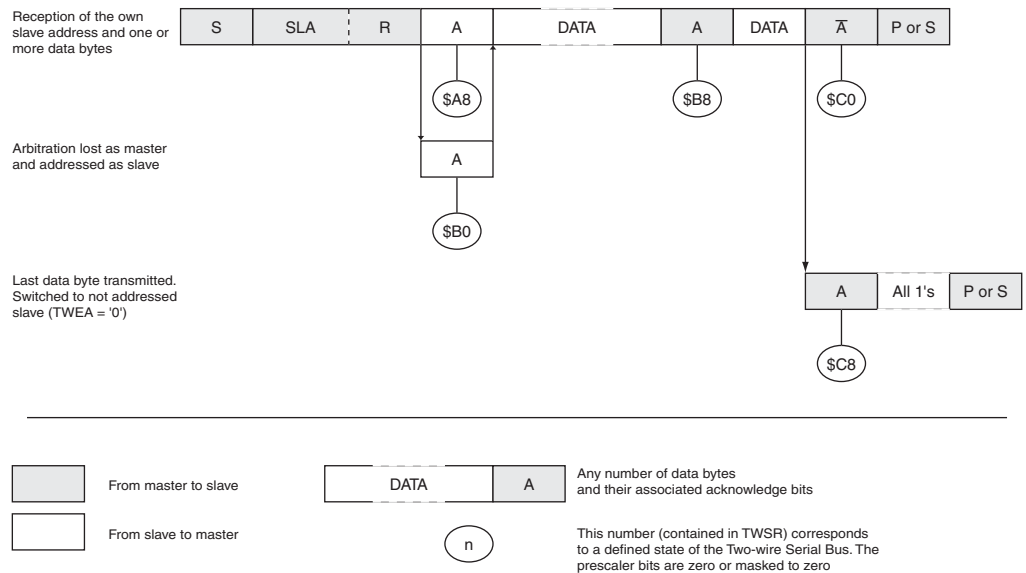 Reception of the own
slave address and one or
more data bytes
S SLA R A DATA A DATA A̅ P or S
$A8 $B8 $C0
Arbitration lost as master
and addressed as slave
A
$B0
Last data byte transmitted.
Switched to not addressed
slave (TWEA = '0')
A All 1's P or S
$C8
From master to slave
DATA A
Any number of data bytes
and their associated acknowledge bits
From slave to master
n
This number (contained in TWSR) corresponds
to a defined state of the Two-wire Serial Bus. The
prescaler bits are zero or masked to zero